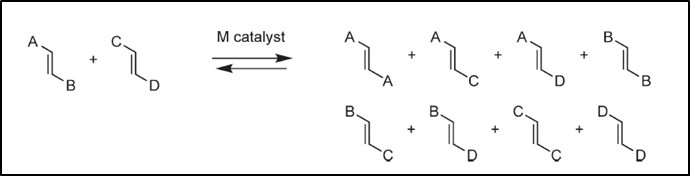 A C M catalyst A A A B
+ + + +
B D A C D B
B B C D
+ + +
C D C D